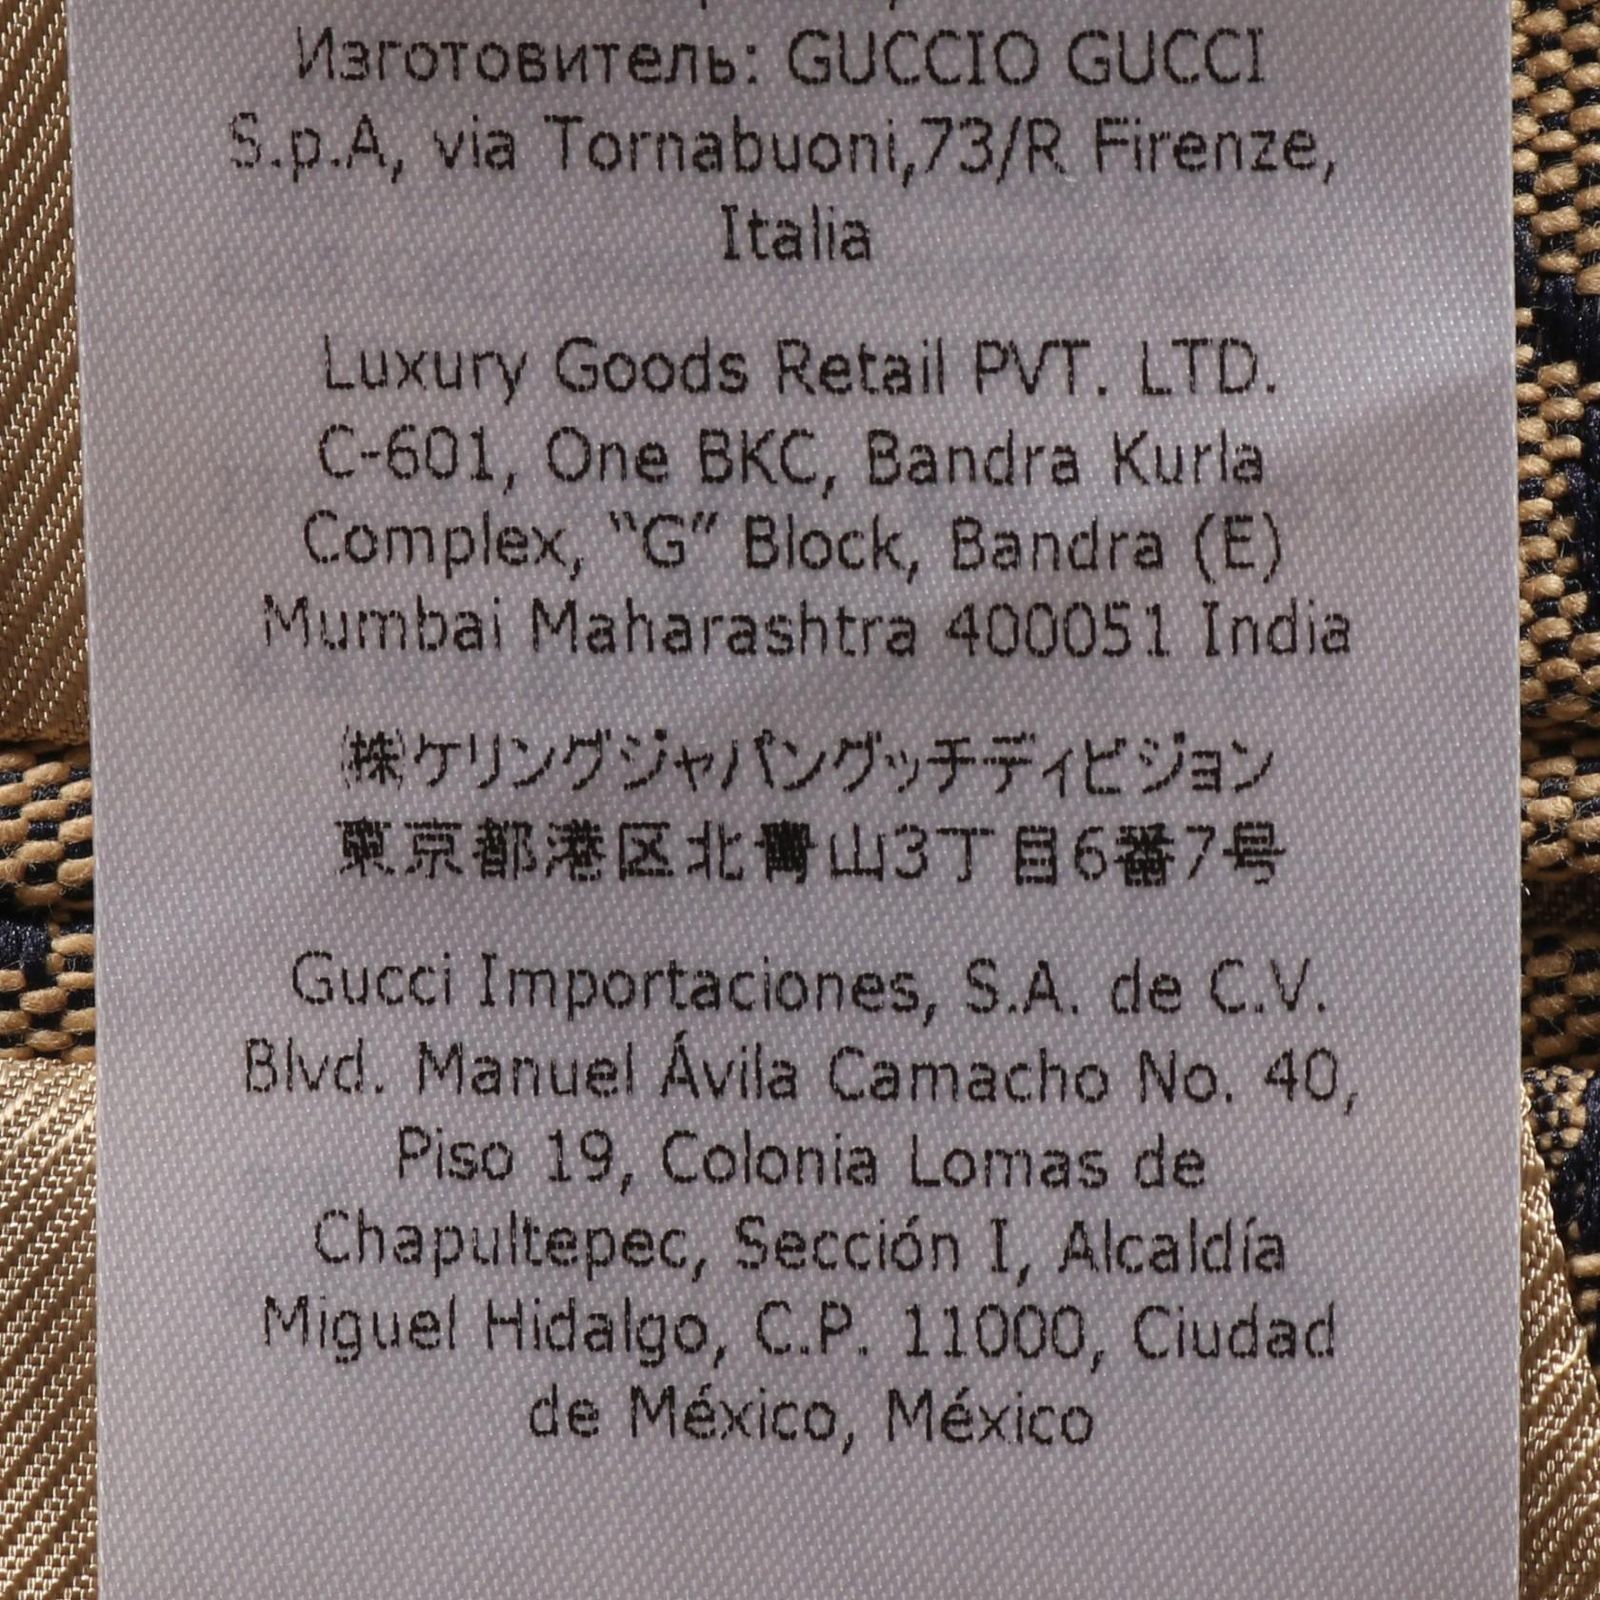 Изготовитель: GUCCIO GUCCI
S.p.A, via Tornabuoni,73/R Firenze,
Italia
Luxury Goods Retail PVT. LTD.
C-601, One BKC, Bandra Kurla
Complex, “G” Block, Bandra (E)
Mumbai Maharashtra 400051 India
㈱ケリングジャパングッチディビジョン
東京都港区北青山3丁目6番7号
Gucci Importaciones, S.A. de C.V.
Blvd. Manuel Ávila Camacho No. 40,
Piso 19, Colonia Lomas de
Chapultepec, Sección I, Alcaldía
Miguel Hidalgo, C.P. 11000, Ciudad
de México, México